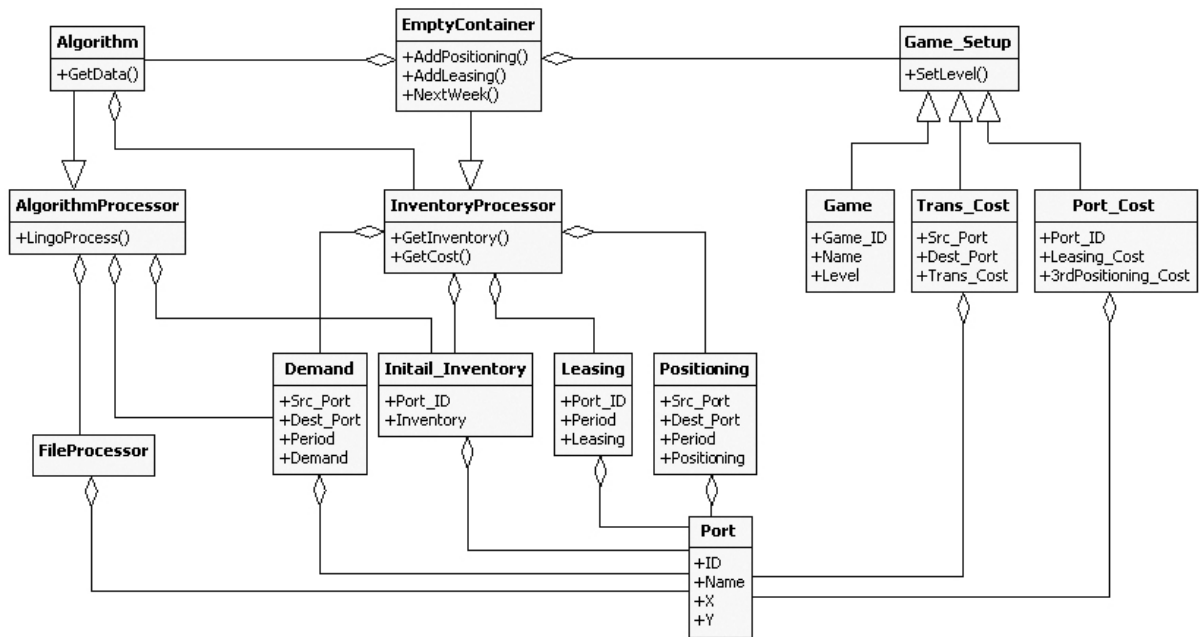 Algorithm
+GetData()
EmptyContainer
+AddPositioning()
+AddLeasing()
+NextWeek()
Game_Setup
+SetLevel()
AlgorithmProcessor
+LingoProcess()
InventoryProcessor
+GetInventory()
+GetCost()
Game
+Game_ID
+Name
+Level
Trans_Cost
+Src_Port
+Dest_Port
+Trans_Cost
Port_Cost
+Port_ID
+Leasing_Cost
+3rdPositioning_Cost
FileProcessor
Demand
+Src_Port
+Dest_Port
+Period
+Demand
Initail_Inventory
+Port_ID
+Inventory
Leasing
+Port_ID
+Period
+Leasing
Positioning
+Src_Port
+Dest_Port
+Period
+Positioning
Port
+ID
+Name
+X
+Y